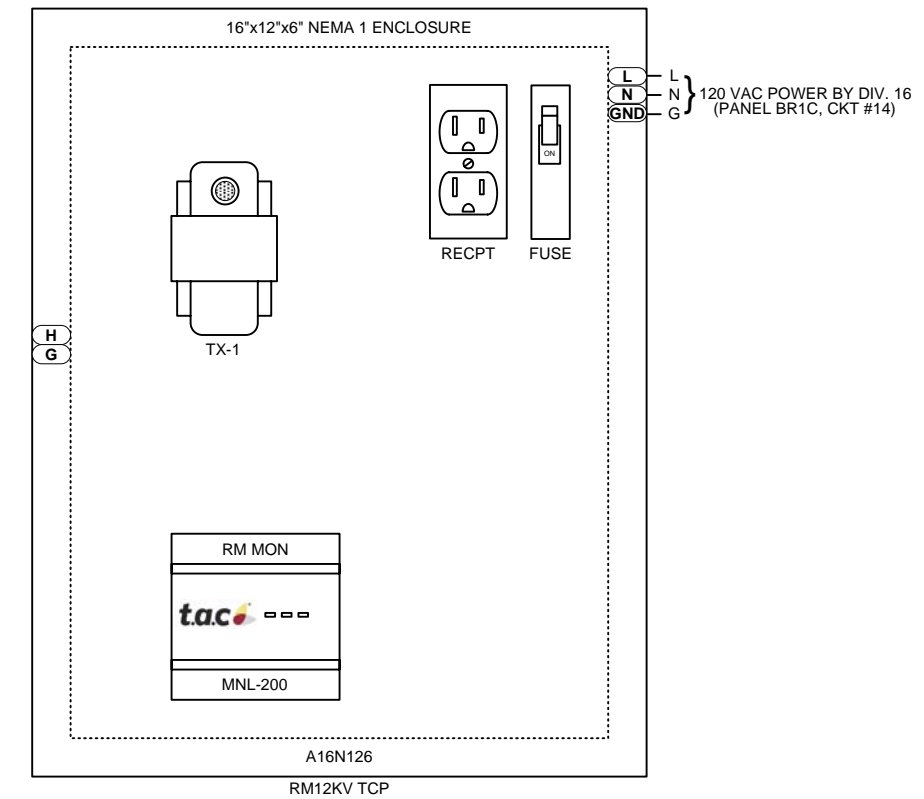 16"x12"x6" NEMA 1 ENCLOSURE
L L
N N
GND G
120 VAC POWER BY DIV. 16
(PANEL BR1C, CKT #14)
ON
RECPT FUSE
TX-1
H
G
RM MON
t.a.c
MNL-200
A16N126
RM12KV TCP